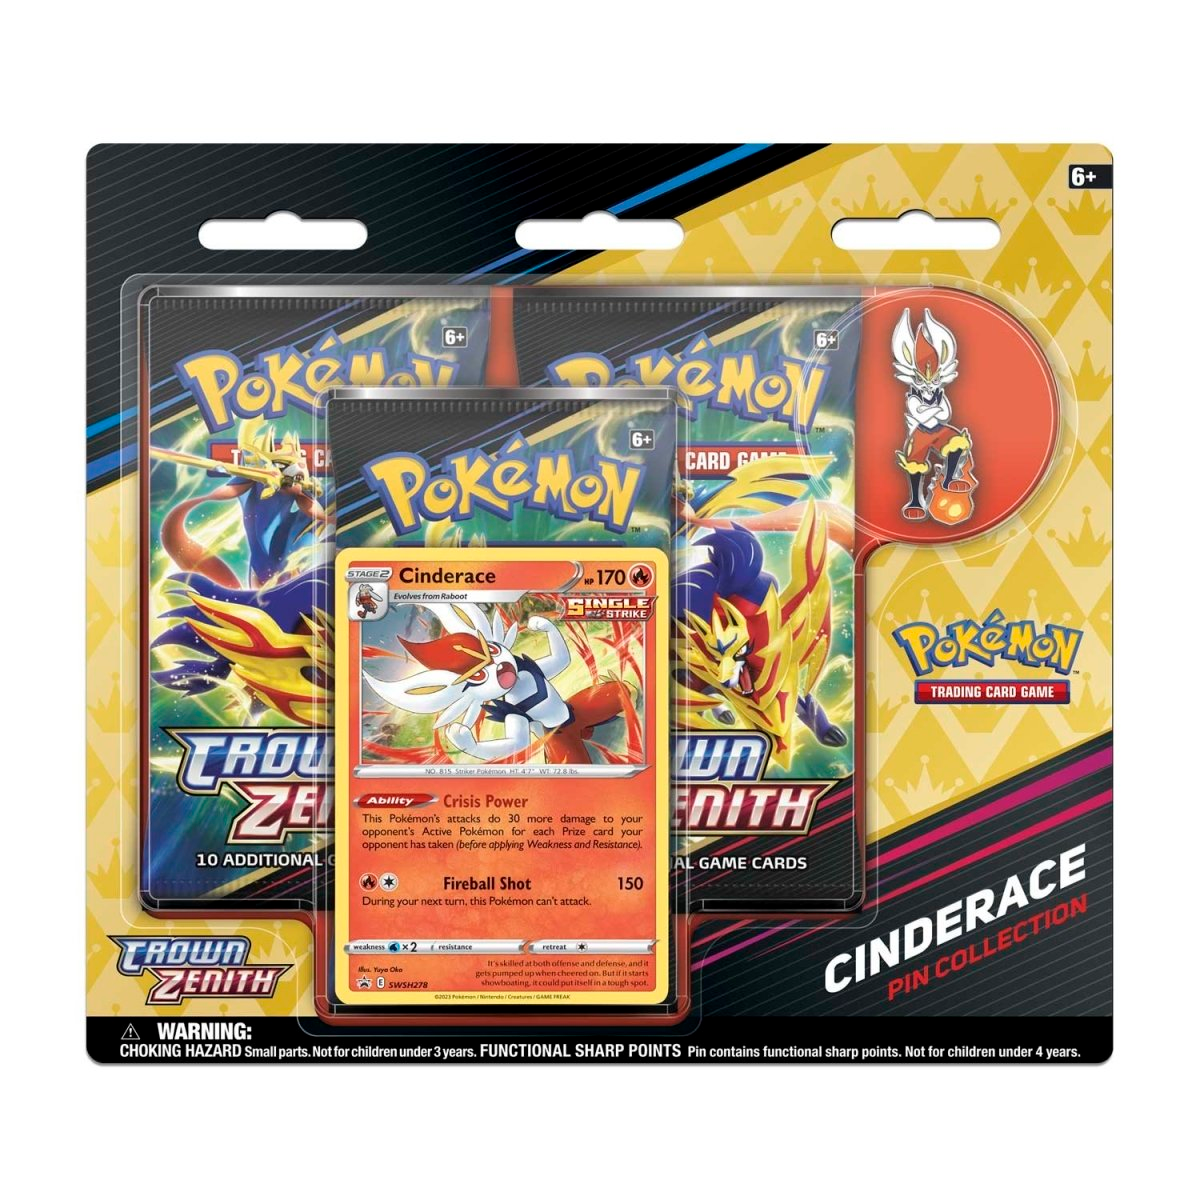 6+
6+
6+
POKéMON
POKéMON
CARD GAME
6+
POKéMON
TM
STAGE 2 Cinderace HP 170
Evolves from Raboot
SINGLE
STRIKE
NO. 815 Striker Pokémon HT: 4'7" WT: 72.8 lbs.
Ability Crisis Power
This Pokémon's attacks do 30 more damage to your
opponent's Active Pokémon for each Prize card your
opponent has taken (before applying Weakness and Resistance).
Fireball Shot 150
During your next turn, this Pokémon can't attack.
weakness ×2 resistance retreat
Illus. Yuya Oka
E SWSH278
It's skilled at both offense and defense, and it
gets pumped up when cheered on. But if it starts
showboating, it could put itself in a tough spot.
©2023 Pokémon / Nintendo / Creatures / GAME FREAK
CROWN
ZENITH
10 ADDITIONAL
GAME CARDS
POKéMON
TM
TRADING CARD GAME
CINDERACE
PIN COLLECTION
CROWN
ZENITH
WARNING:
CHOKING HAZARD Small parts. Not for children under 3 years. FUNCTIONAL SHARP POINTS Pin contains functional sharp points. Not for children under 4 years.